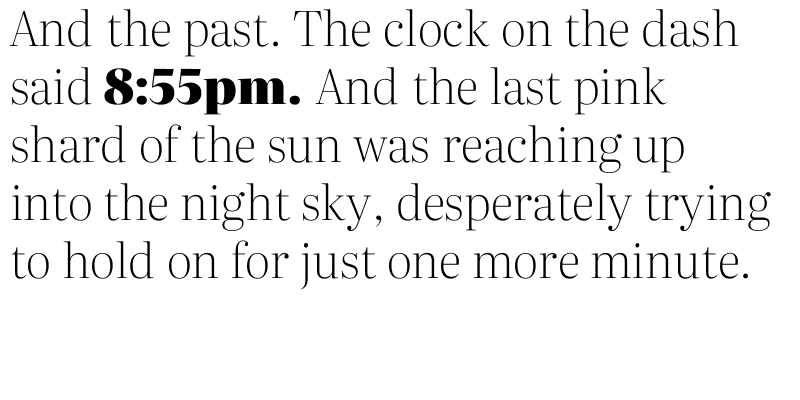 And the past. The clock on the dash
said 8:55pm. And the last pink
shard of the sun was reaching up
into the night sky, desperately trying
to hold on for just one more minute.